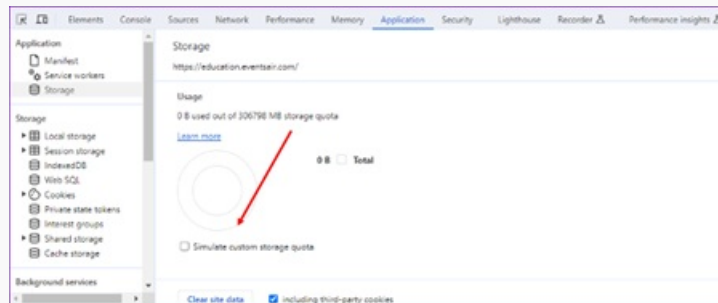 Elements Console Sources Network Performance Memory Application Security Lighthouse Recorder Performance insights
Application
Manifest
Service workers
Storage
Storage
Local storage
Session storage
IndexedDB
Web SQL
Cookies
Private state tokens
Interest groups
Shared storage
Cache storage
Background services
Storage
https://education.eventsair.com/
Usage
0 B used out of 306798 MB storage quota
Learn more
0 B Total
Simulate custom storage quota
Clear site data including third-party cookies